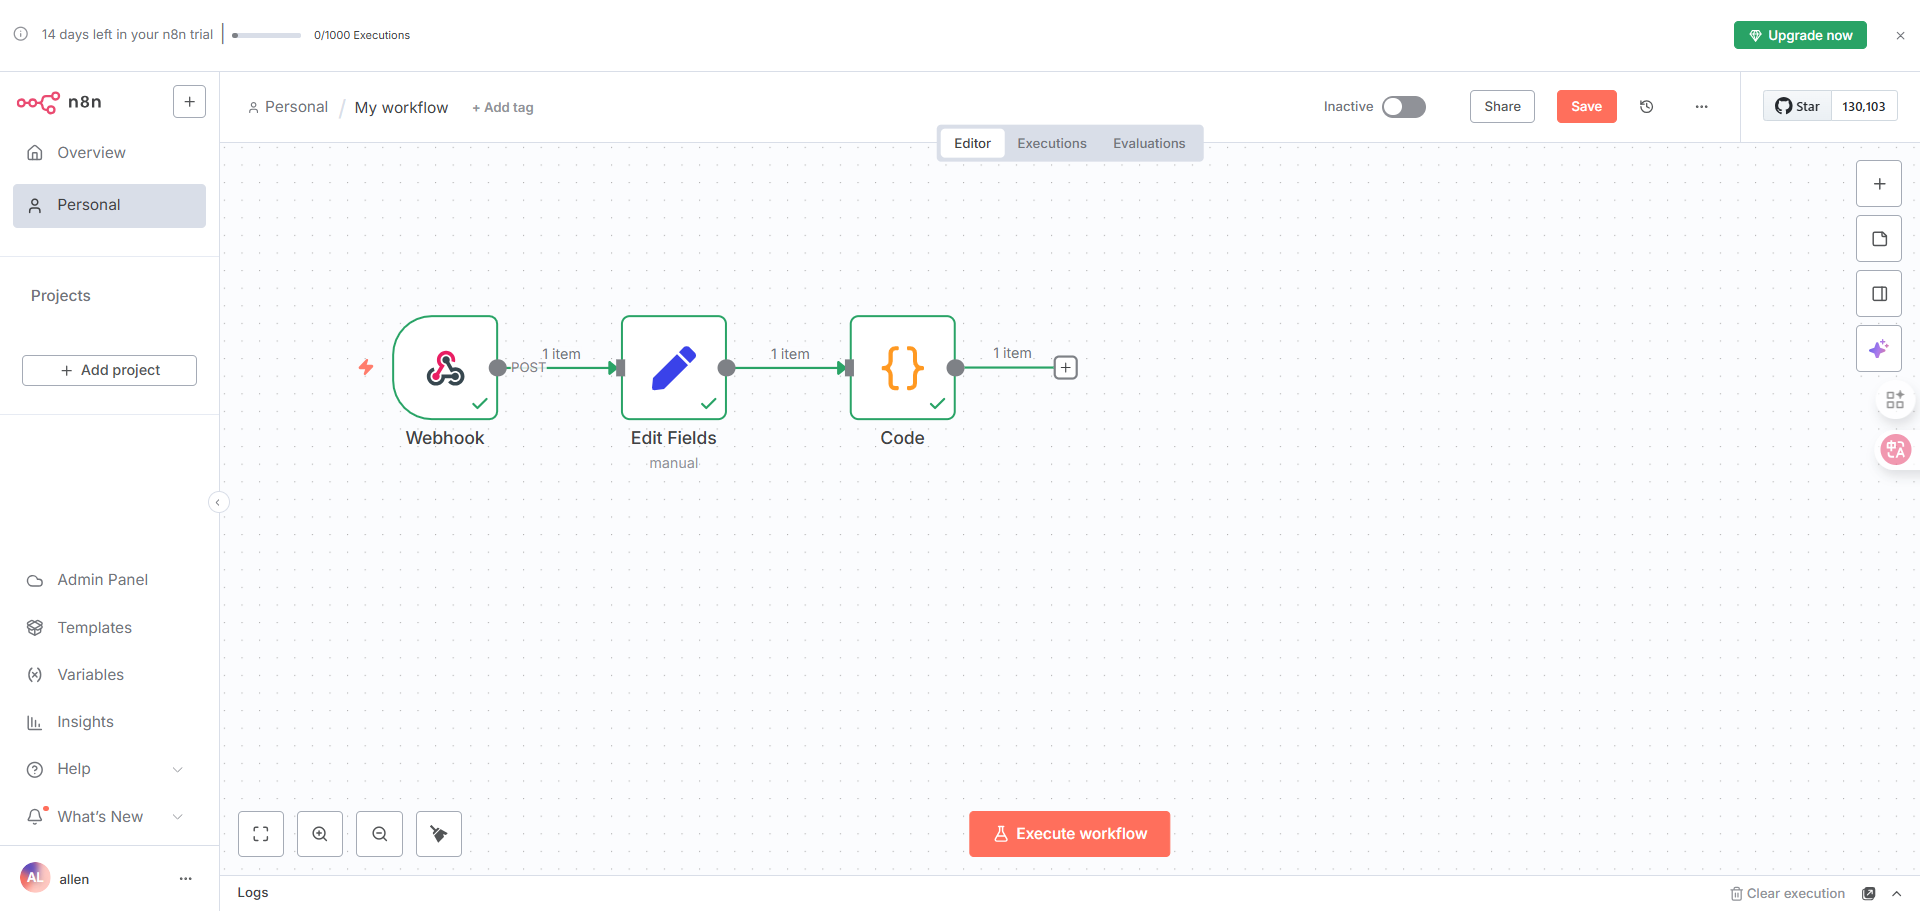 14 days left in your n8n trial
0/1000 Executions
Upgrade now
n8n
Personal / My workflow
+ Add tag
Inactive
Share
Save
Star
130,103
Editor
Executions
Evaluations
Overview
Personal
Projects
+ Add project
Admin Panel
Templates
Variables
Insights
Help
What's New
AL
allen
POST
1 item
1 item
1 item
Webhook
Edit Fields
manual
Code
中A
Execute workflow
Logs
Clear execution